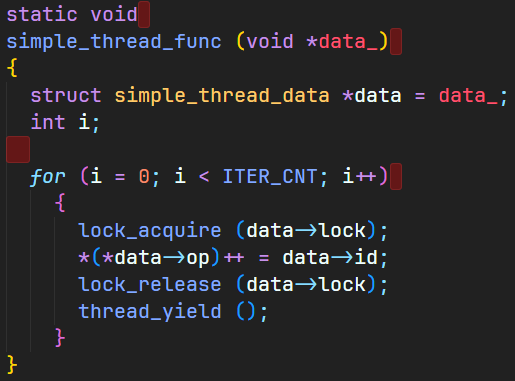 static void
simple_thread_func (void *data_)
{
  struct simple_thread_data *data = data_;
  int i;

  for (i = 0; i < ITER_CNT; i++)
    {
      lock_acquire (data->lock);
      *(*data->op)++ = data->id;
      lock_release (data->lock);
      thread_yield ();
    }
}